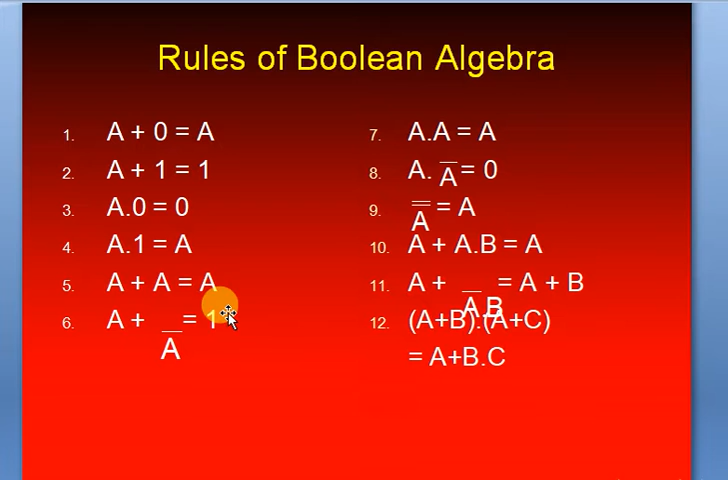 Rules of Boolean Algebra
1. A + 0 = A
2. A + 1 = 1
3. A.0 = 0
4. A.1 = A
5. A + A = A
6. A + A̅ = 1
7. A.A = A
8. A. A̅ = 0
9. A̿ = A
10. A + A.B = A
11. A + A̅.B = A + B
12. (A+B).(A+C)
= A+B.C